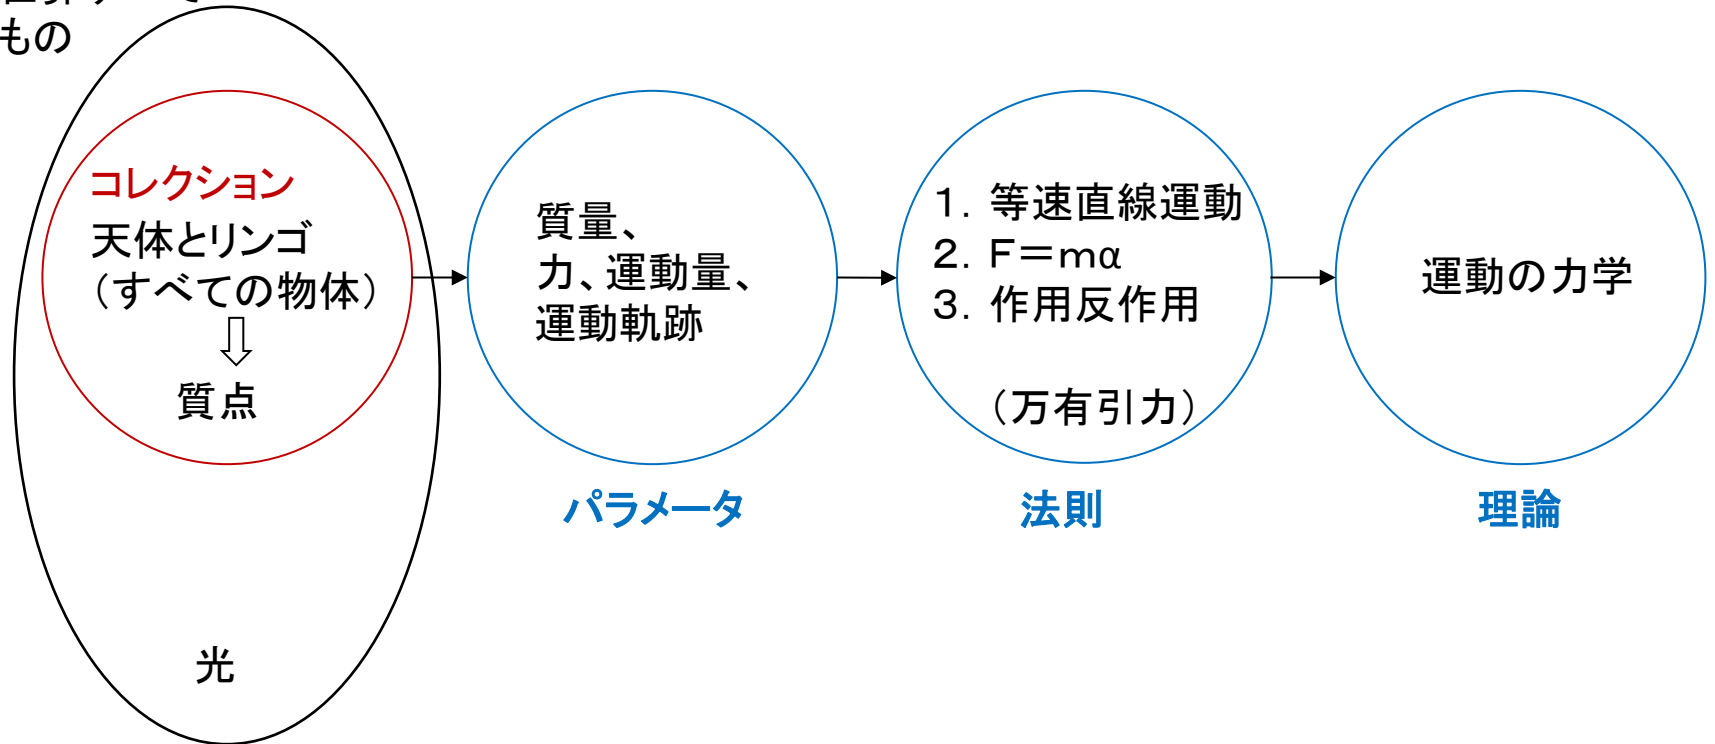 もの
コレクション
天体とリンゴ
（すべての物体）
質点
光
質量、
力、運動量、
運動軌跡
パラメータ
1. 等速直線運動
2. F＝mα
3. 作用反作用
（万有引力）
法則
運動の力学
理論